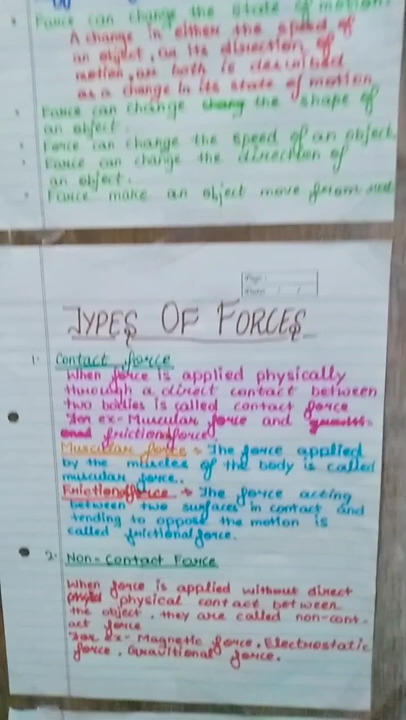 Force can change the state of motion.
A change in either the speed of
an object, or its direction of
motion, or both is described
as a change in its state of motion
Force can change the shape of
an object.
Force can change the speed of an object
Force can change the direction of
an object.
Force make an object move from rest
Page :
Date : / /
TYPES OF FORCES
1. Contact force
When force is applied physically
through a direct contact between
two bodies is called contact force
for ex- Muscular force and
frictionforce
Muscular force → The force applied
by the muscles of the body is called
muscular force..
Frictionforce → The force acting
between two surfaces in contact and
tending to oppose the motion is
called frictional force.
2. Non-Contact Force
When force is applied without direct
physical contact between
the object, they are called non-cont-
act force
for ex- Magnetic force, Electrostatic
force, Gravitional force.